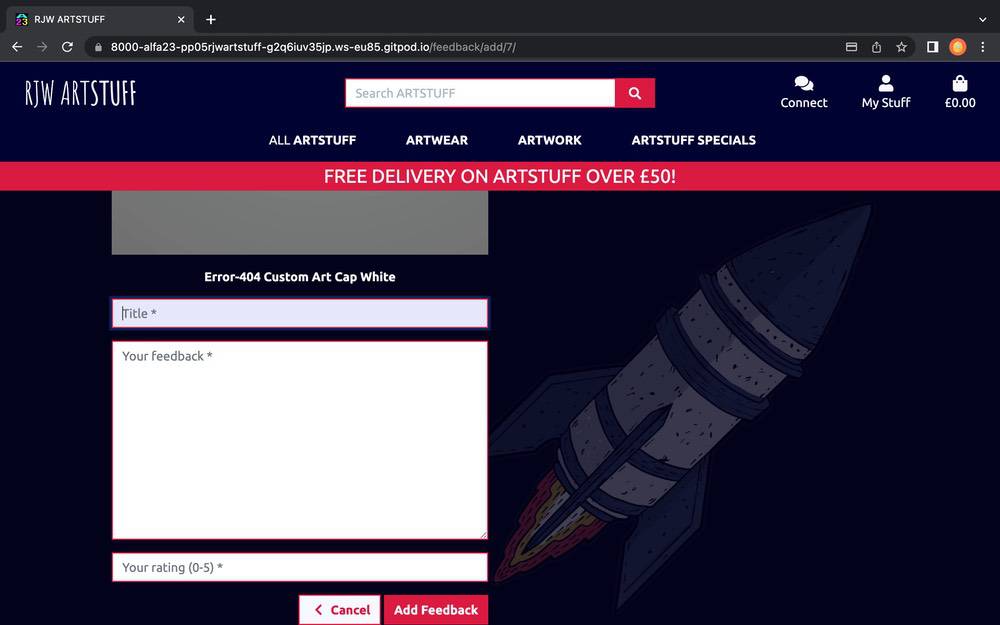 RJW ARTSTUFF
8000-alfa23-pp05rjwartstuff-g2q6iuv35jp.ws-eu85.gitpod.io/feedback/add/7/
RJW ARTSTUFF
Search ARTSTUFF
Connect
My Stuff
£0.00
ALL ARTSTUFF
ARTWEAR
ARTWORK
ARTSTUFF SPECIALS
FREE DELIVERY ON ARTSTUFF OVER £50!
Error-404 Custom Art Cap White
Title *
Your feedback *
Your rating (0-5) *
Cancel
Add Feedback